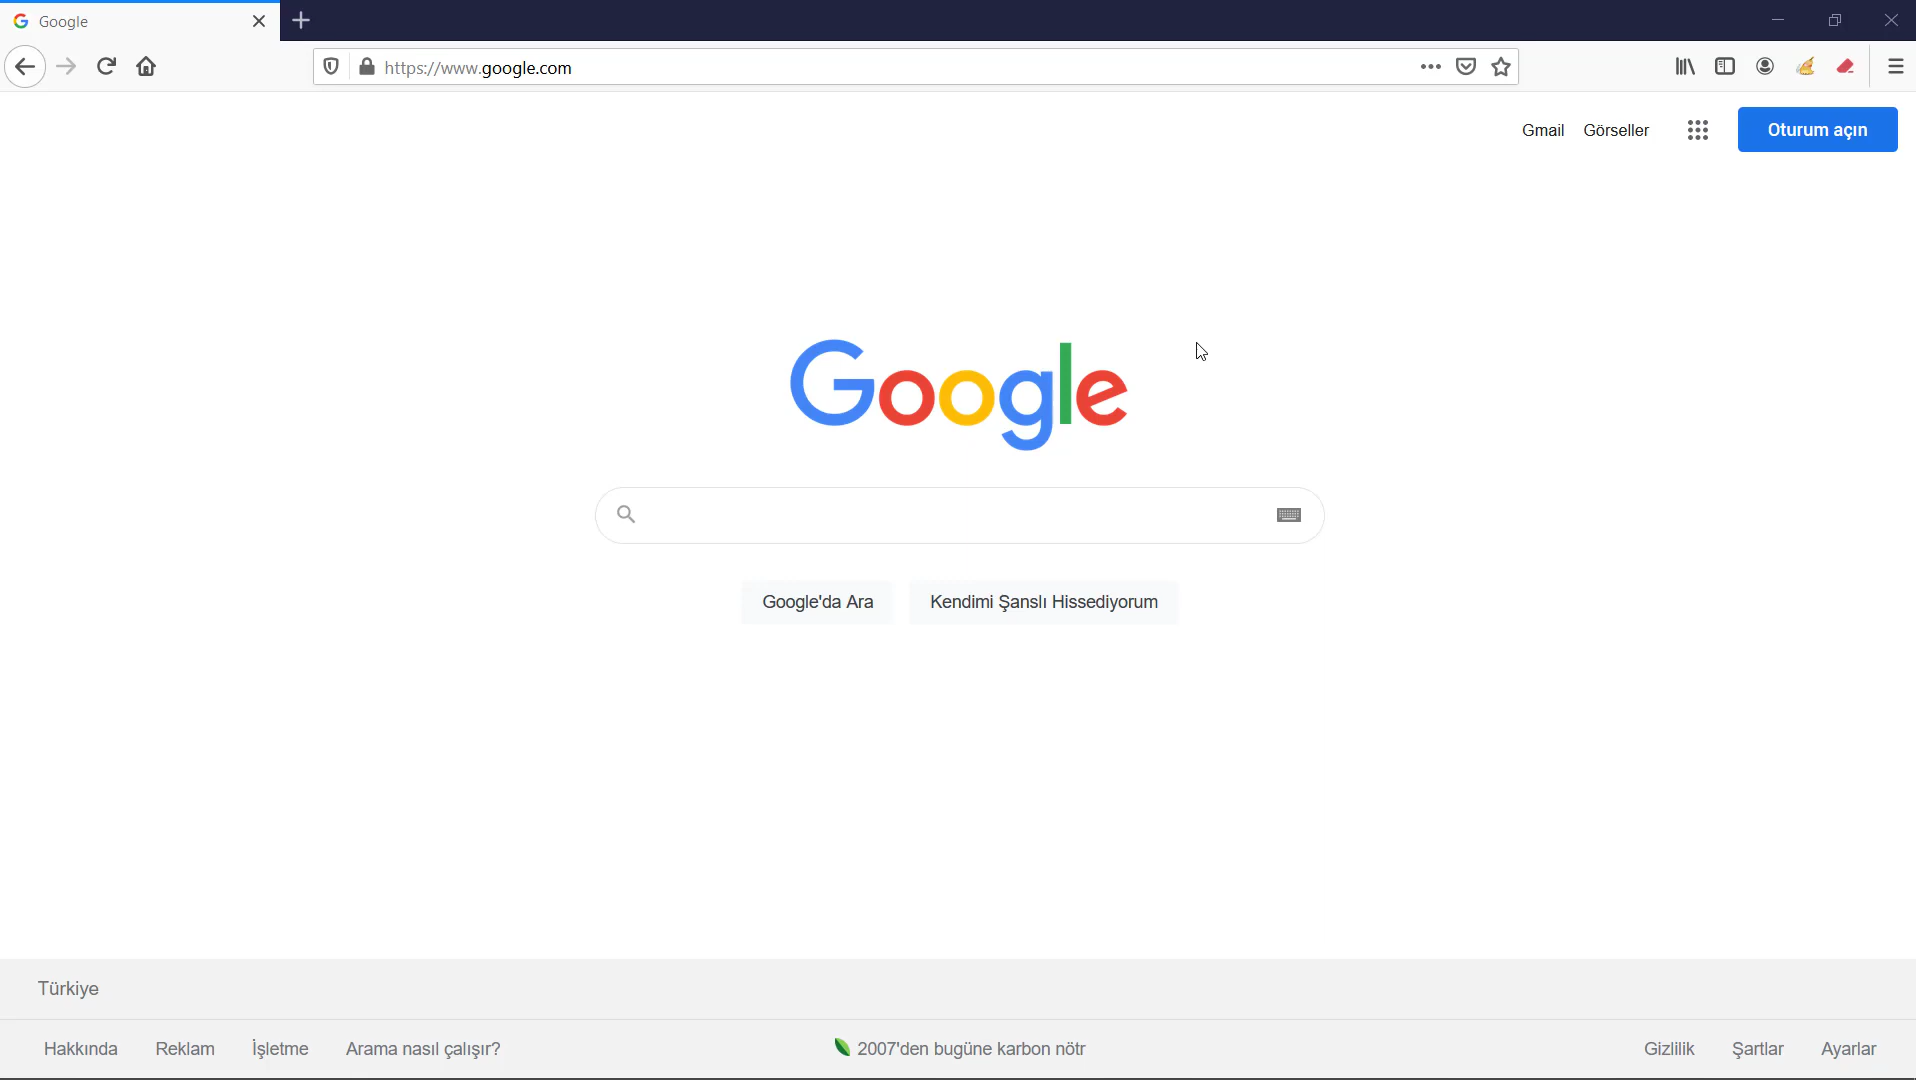 Google
https://www.google.com
Gmail Görseller
Oturum açın
Google
Google'da Ara
Kendimi Şanslı Hissediyorum
Türkiye
Hakkında Reklam İşletme Arama nasıl çalışır?
2007'den bugüne karbon nötr
Gizlilik Şartlar Ayarlar